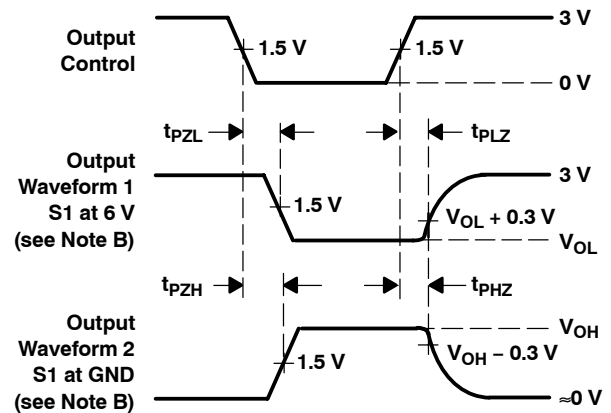 3 V
Output
Control
1.5 V
1.5 V
0 V
tPZL
tPLZ
Output
Waveform 1
S1 at 6 V
(see Note B)
3 V
1.5 V
VOL + 0.3 V
VOL
tPZH
tPHZ
Output
Waveform 2
S1 at GND
(see Note B)
VOH
1.5 V
VOH − 0.3 V
≈0 V